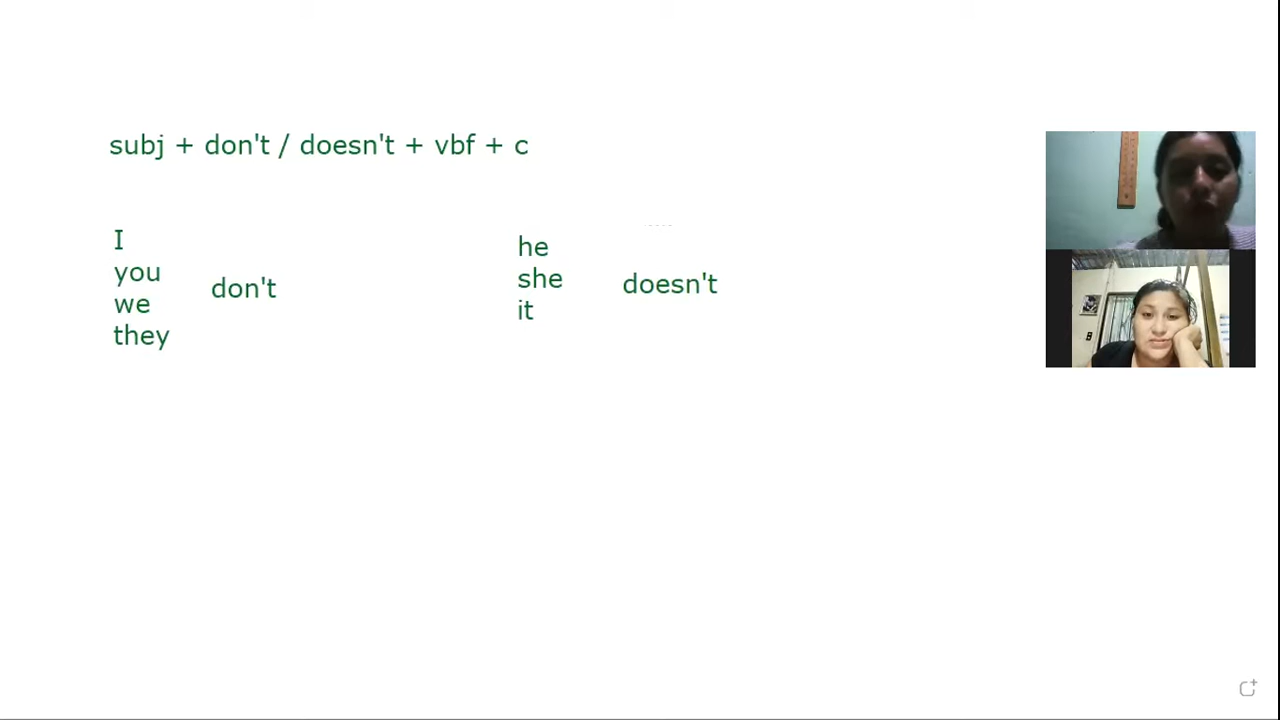 subj + don't / doesn't + vbf + c
I
you
we
they
don't
he
she
it
doesn't